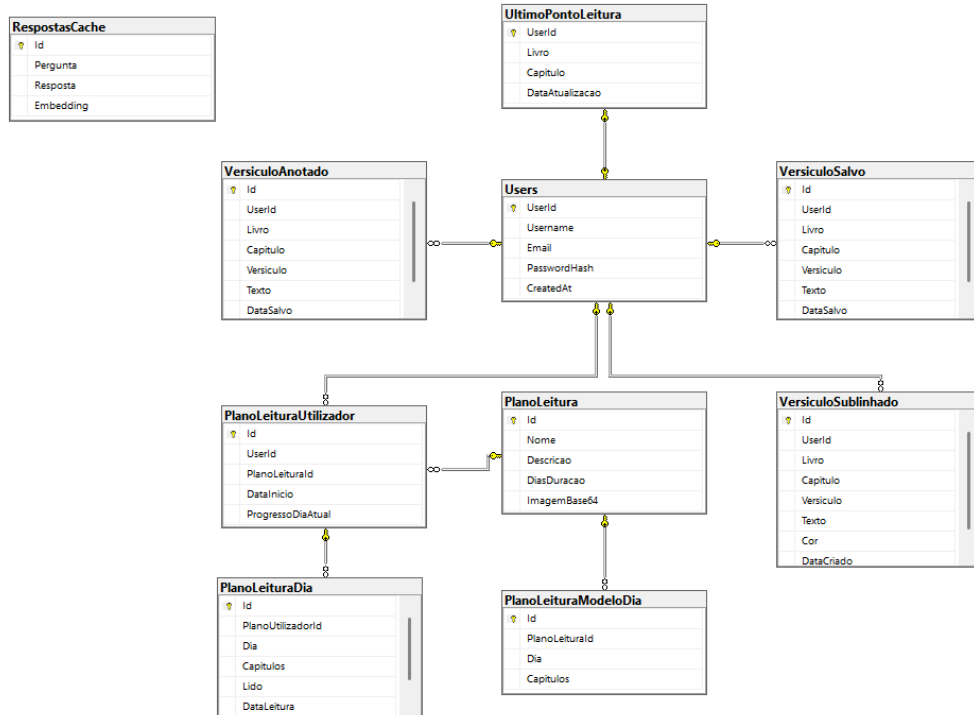 RespostasCache
Id
Pergunta
Resposta
Embedding
UltimoPontoLeitura
UserId
Livro
Capitulo
DataAtualizacao
VersiculoAnotado
Id
UserId
Livro
Capitulo
Versiculo
Texto
DataSalvo
Users
UserId
Username
Email
PasswordHash
CreatedAt
VersiculoSalvo
Id
UserId
Livro
Capitulo
Versiculo
Texto
DataSalvo
PlanoLeituraUtilizador
Id
UserId
PlanoLeituraId
DataInicio
ProgressoDiaAtual
PlanoLeitura
Id
Nome
Descricao
DiasDuracao
ImagemBase64
VersiculoSublinhado
Id
UserId
Livro
Capitulo
Versiculo
Texto
Cor
DataCriado
PlanoLeituraDia
Id
PlanoUtilizadorId
Dia
Capitulos
Lido
DataLeitura
PlanoLeituraModeloDia
Id
PlanoLeituraId
Dia
Capitulos